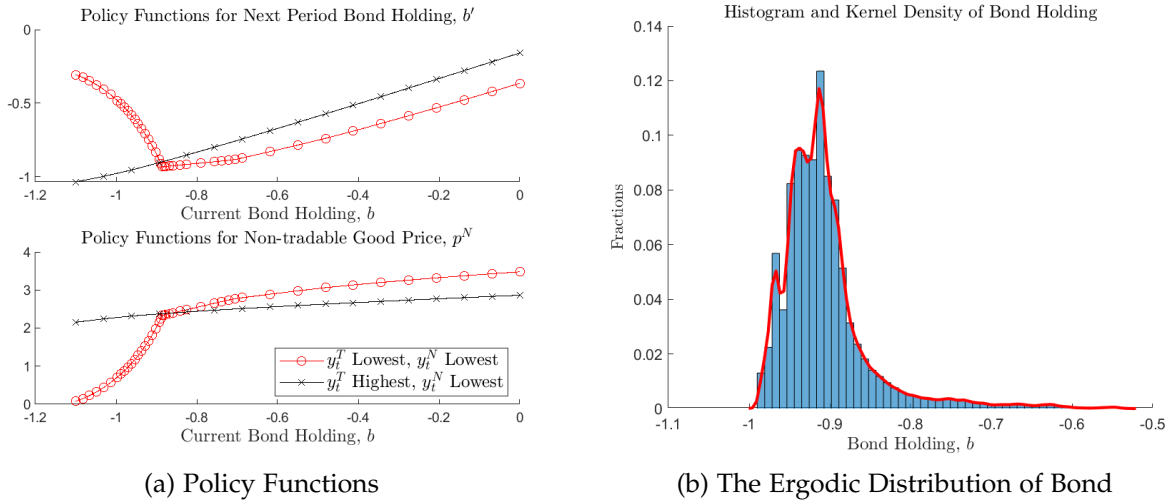 Policy Functions for Next Period Bond Holding, b′
0
-0.5
-1
-1.2 -1 -0.8 -0.6 -0.4 -0.2 0
Current Bond Holding, b
Policy Functions for Non-tradable Good Price, p^N
4
3
2
1
0
y_t^T Lowest, y_t^N Lowest
y_t^T Highest, y_t^N Lowest
-1.2 -1 -0.8 -0.6 -0.4 -0.2 0
Current Bond Holding, b
(a) Policy Functions
Histogram and Kernel Density of Bond Holding
0.14
0.12
0.1
0.08
0.06
0.04
0.02
0
Fractions
-1.1 -1 -0.9 -0.8 -0.7 -0.6 -0.5
Bond Holding, b
(b) The Ergodic Distribution of Bond